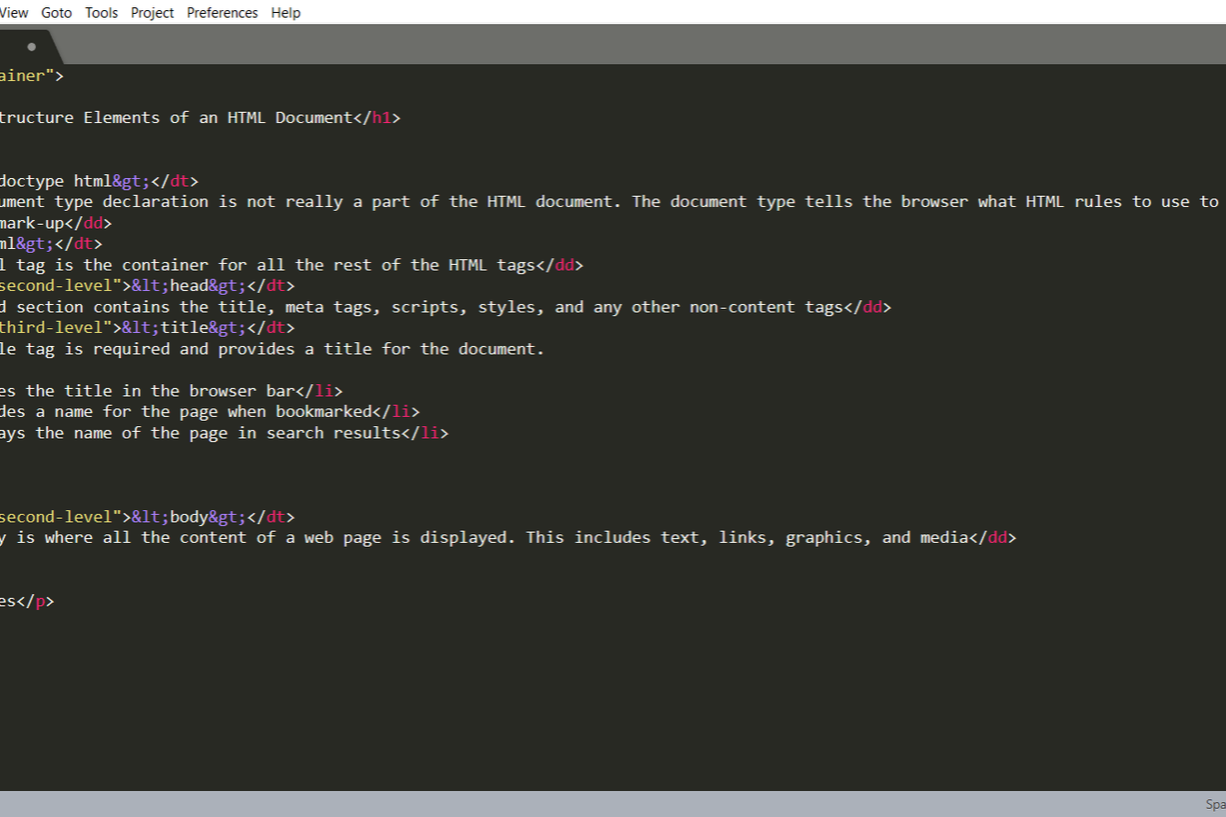 View Goto Tools Project Preferences Help
ainer">
tructure Elements of an HTML Document</h1>
doctype html&gt;</dt>
ument type declaration is not really a part of the HTML document. The document type tells the browser what HTML rules to use to
mark-up</dd>
ml&gt;</dt>
l tag is the container for all the rest of the HTML tags</dd>
second-level">&lt;head&gt;</dt>
d section contains the title, meta tags, scripts, styles, and any other non-content tags</dd>
third-level">&lt;title&gt;</dt>
le tag is required and provides a title for the document.
es the title in the browser bar</li>
des a name for the page when bookmarked</li>
ays the name of the page in search results</li>
second-level">&lt;body&gt;</dt>
y is where all the content of a web page is displayed. This includes text, links, graphics, and media</dd>
es</p>
Spa